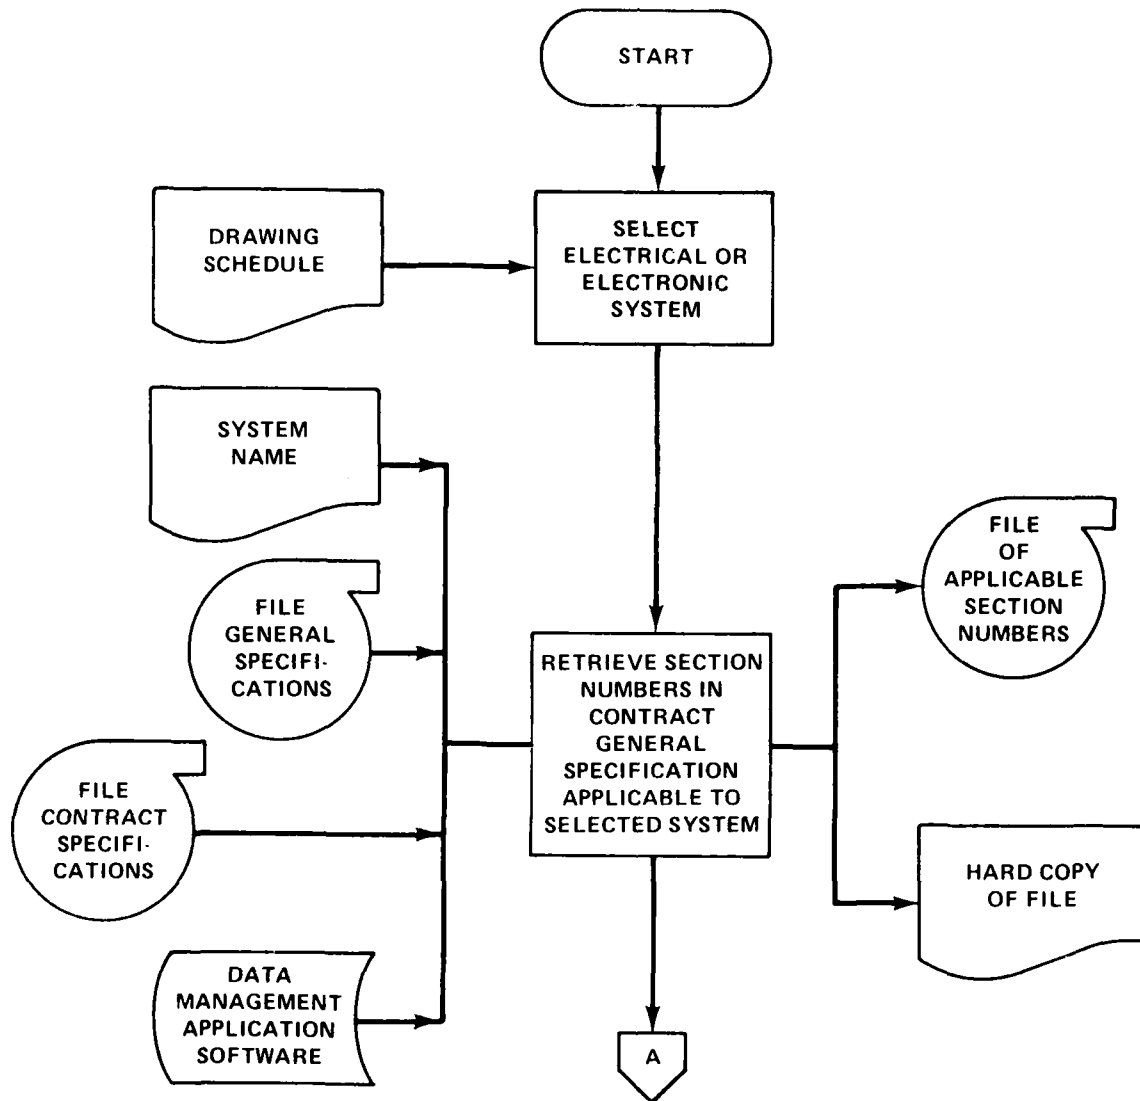 START
DRAWING
SCHEDULE
SELECT
ELECTRICAL OR
ELECTRONIC
SYSTEM
SYSTEM
NAME
FILE
GENERAL
SPECIFI-
CATIONS
FILE
CONTRACT
SPECIFI-
CATIONS
DATA
MANAGEMENT
APPLICATION
SOFTWARE
RETRIEVE SECTION
NUMBERS IN
CONTRACT
GENERAL
SPECIFICATION
APPLICABLE TO
SELECTED SYSTEM
FILE
OF
APPLICABLE
SECTION
NUMBERS
HARD COPY
OF FILE
A